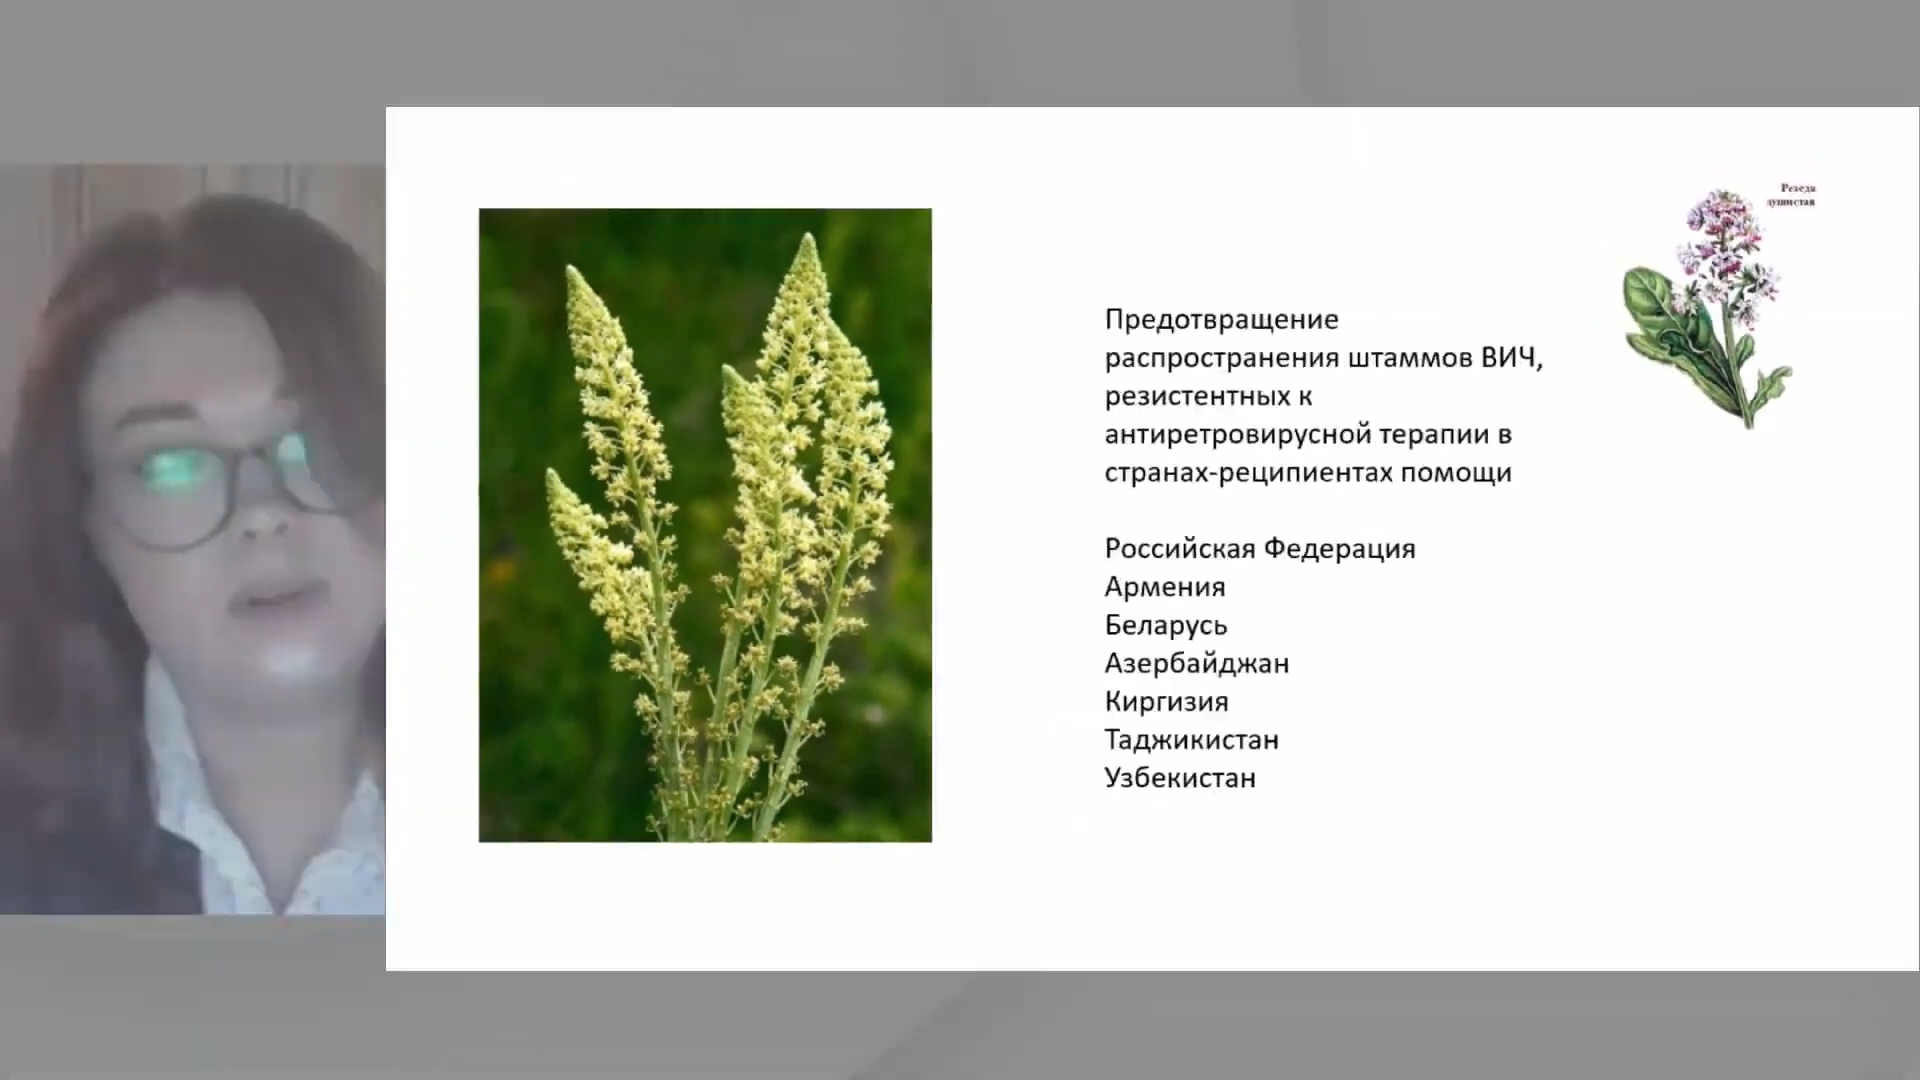 Резеда
душистая
Предотвращение
распространения штаммов ВИЧ,
резистентных к
антиретровирусной терапии в
странах-реципиентах помощи
Российская Федерация
Армения
Беларусь
Азербайджан
Киргизия
Таджикистан
Узбекистан